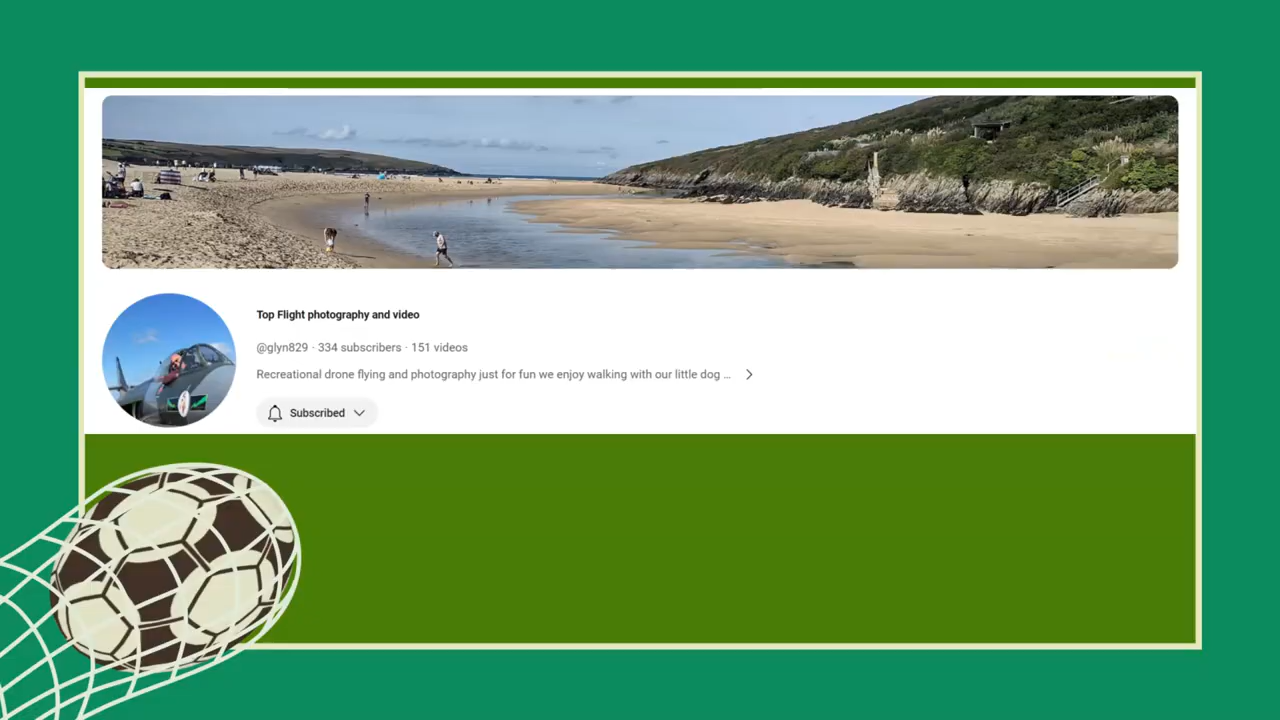 Top Flight photography and video
@glyn829 · 334 subscribers · 151 videos
Recreational drone flying and photography just for fun we enjoy walking with our little dog ...
Subscribed